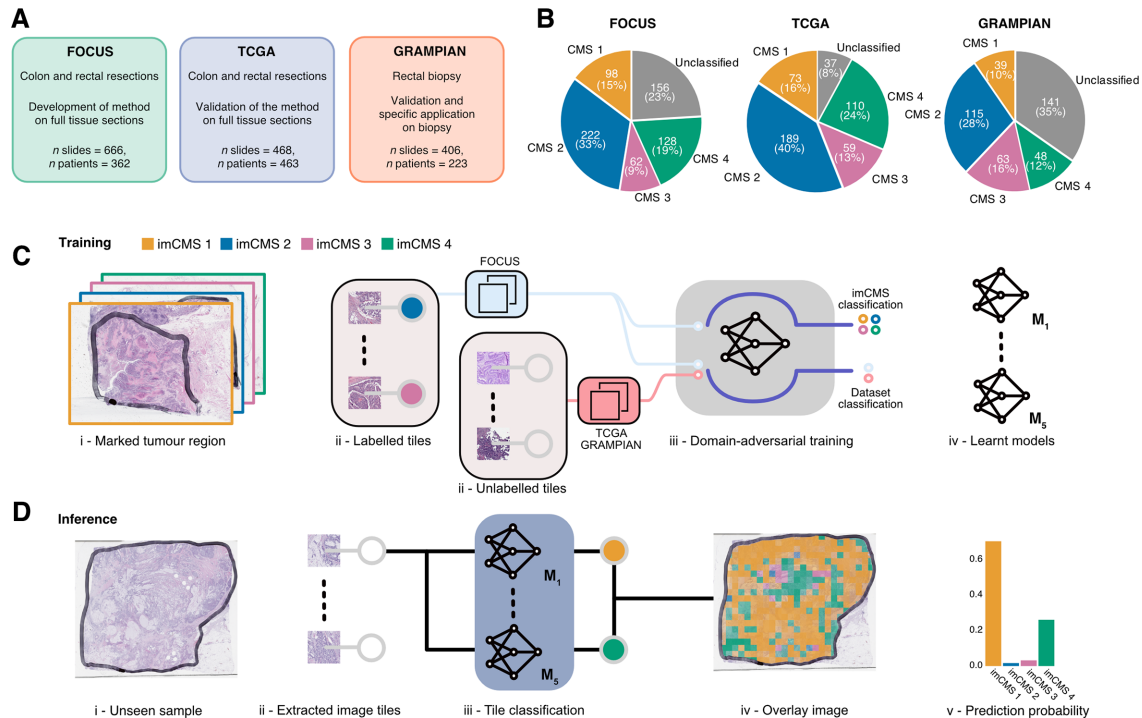 A
FOCUS
Colon and rectal resections
Development of method
on full tissue sections
n slides = 666,
n patients = 362
TCGA
Colon and rectal resections
Validation of the method
on full tissue sections
n slides = 468,
n patients = 463
GRAMPIAN
Rectal biopsy
Validation and
specific application
on biopsy
n slides = 406,
n patients = 223
B
FOCUS
CMS 1
98
(15%)
Unclassified
156
(23%)
CMS 2
222
(33%)
128
(19%)
CMS 4
62
(9%)
CMS 3
TCGA
CMS 1
73
(16%)
Unclassified
37
(8%)
CMS 4
110
(24%)
189
(40%)
CMS 2
59
(13%)
CMS 3
GRAMPIAN
CMS 1
39
(10%)
Unclassified
141
(35%)
CMS 2
115
(28%)
63
(16%)
CMS 3
48
(12%)
CMS 4
C
Training
imCMS 1
imCMS 2
imCMS 3
imCMS 4
i - Marked tumour region
ii - Labelled tiles
FOCUS
ii - Unlabelled tiles
TCGA
GRAMPIAN
iii - Domain-adversarial training
imCMS
classification
Dataset
classification
M1
M5
iv - Learnt models
D
Inference
i - Unseen sample
ii - Extracted image tiles
M1
M5
iii - Tile classification
iv - Overlay image
0.6
0.4
0.2
0.0
imCMS 1
imCMS 2
imCMS 3
imCMS 4
v - Prediction probability